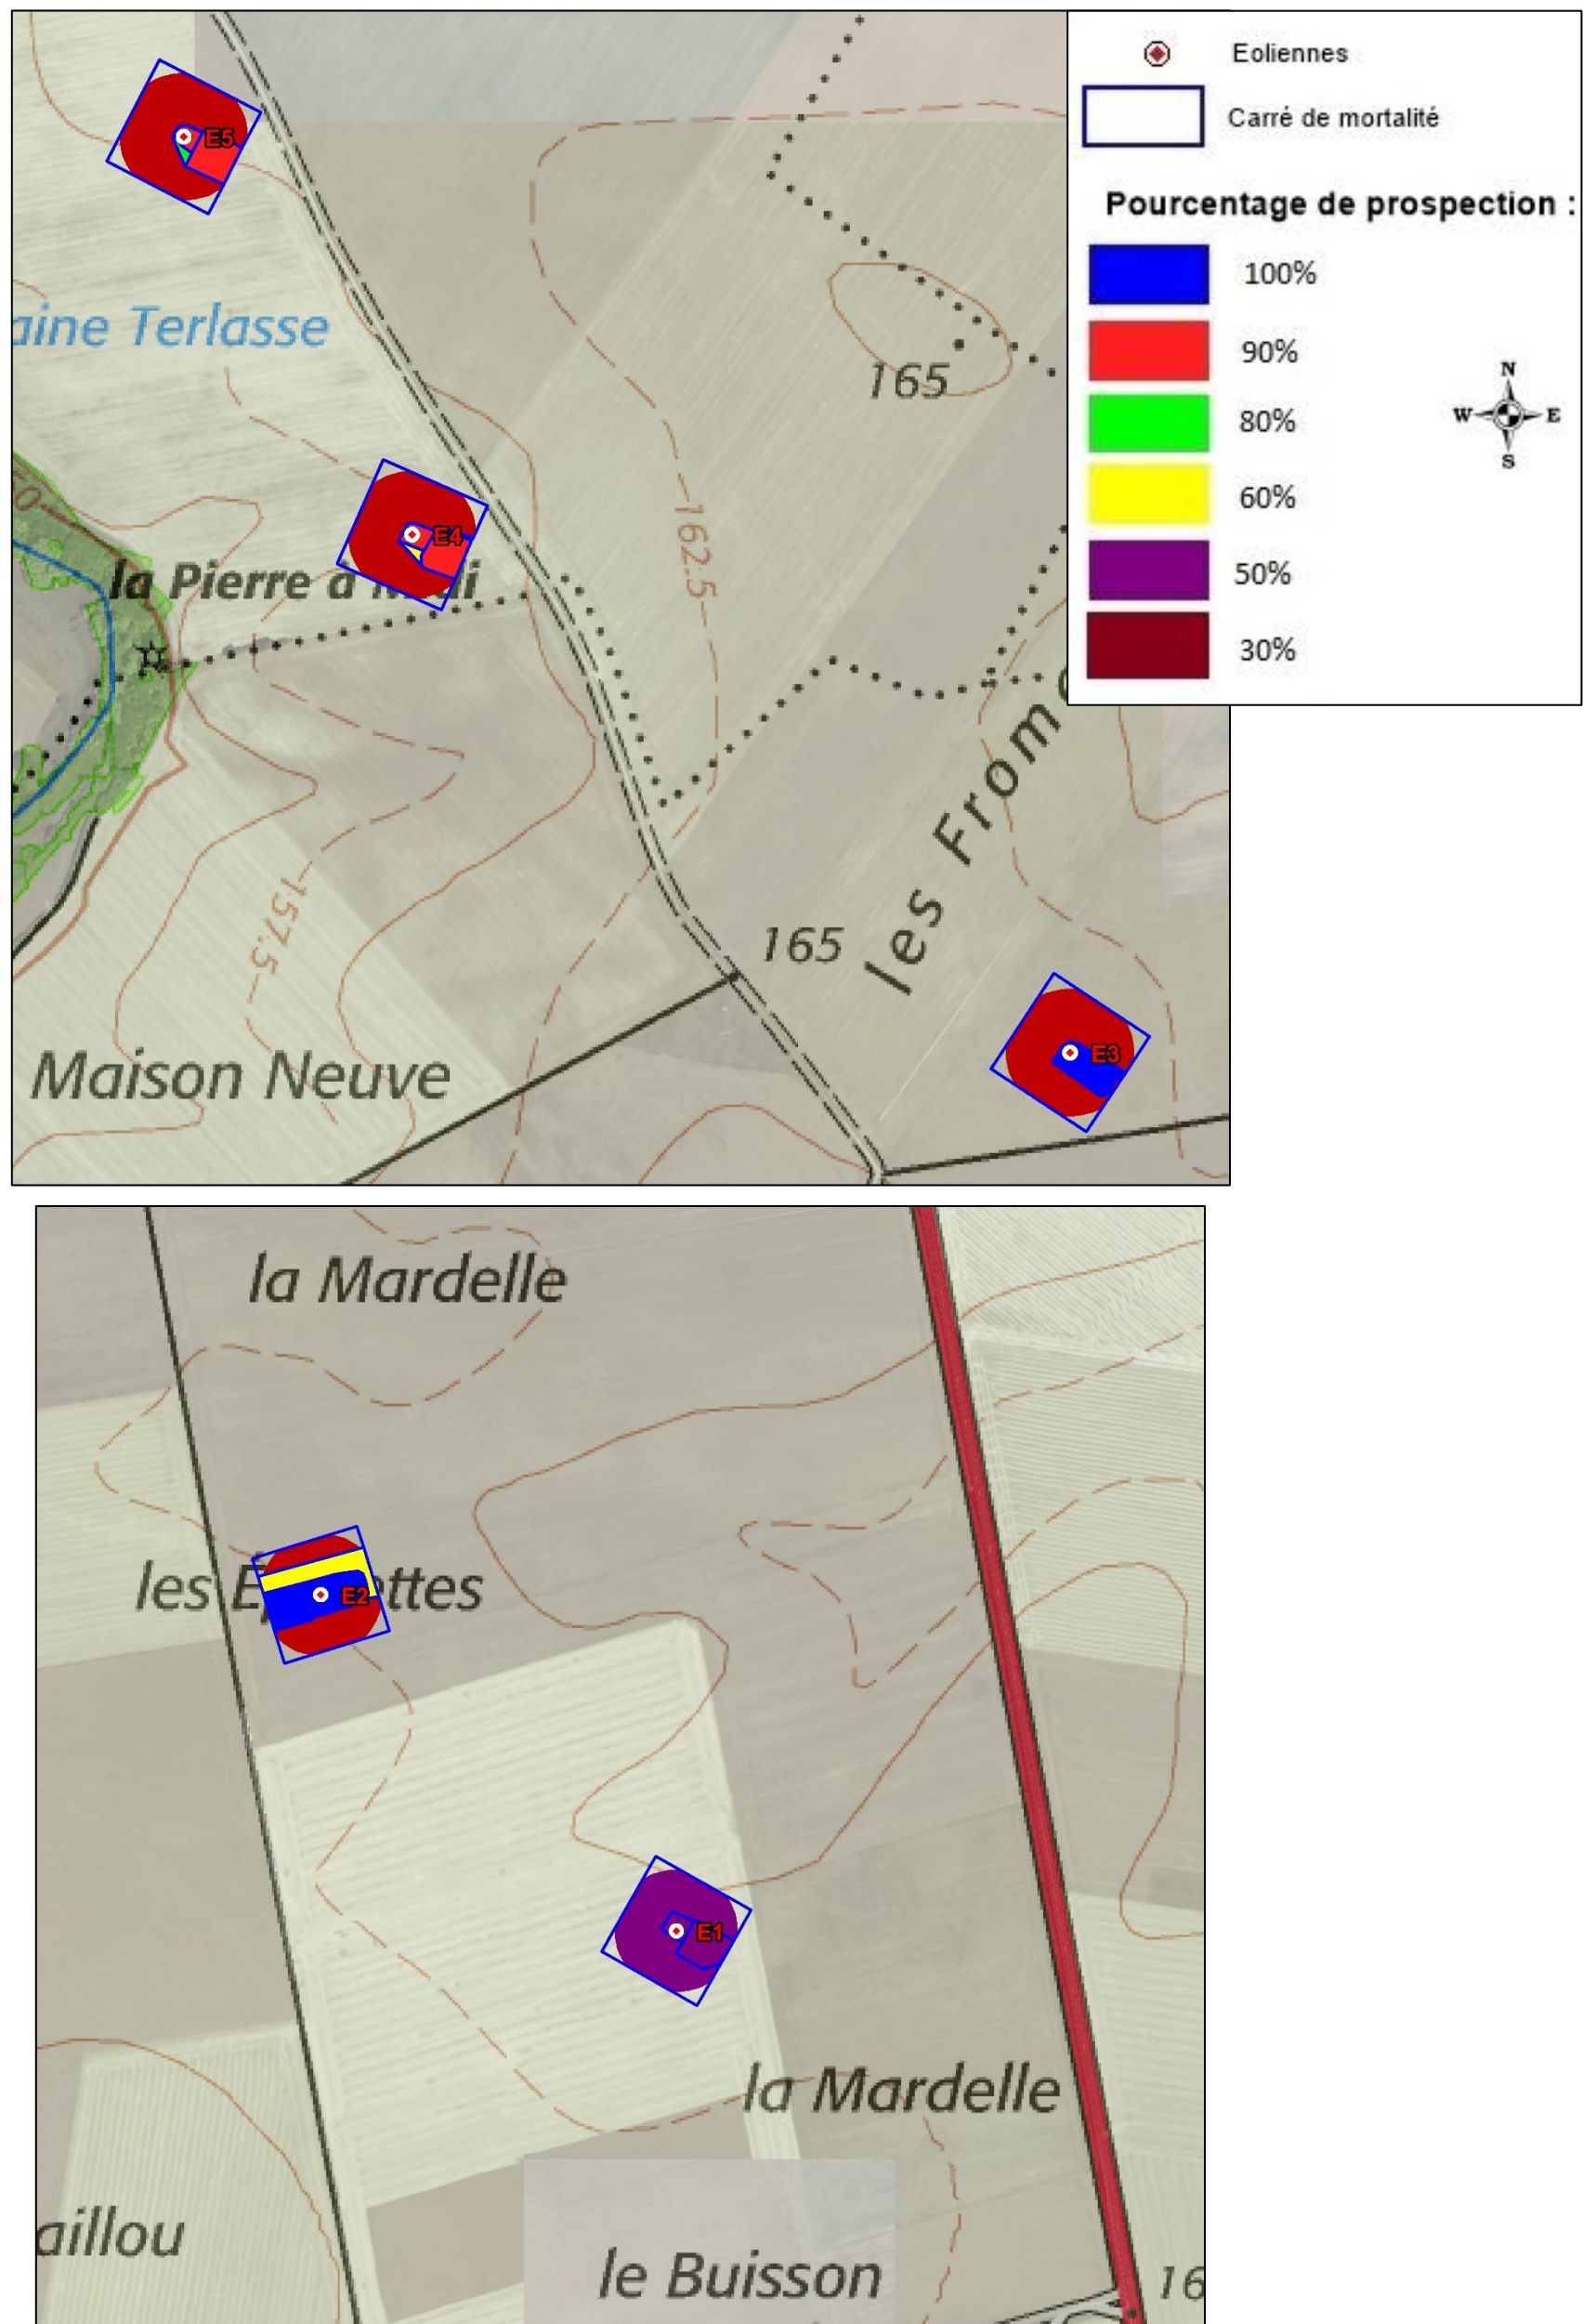 Eoliennes
Carré de mortalité
Pourcentage de prospection :
100%
90%
80%
60%
50%
30%
N
W E
S
E5
aine Terlasse
165
162.5
E4
la Pierre à
165
les From
157.5
E3
Maison Neuve
la Mardelle
les E ettes
E2
E1
la Mardelle
aillou
le Buisson
16